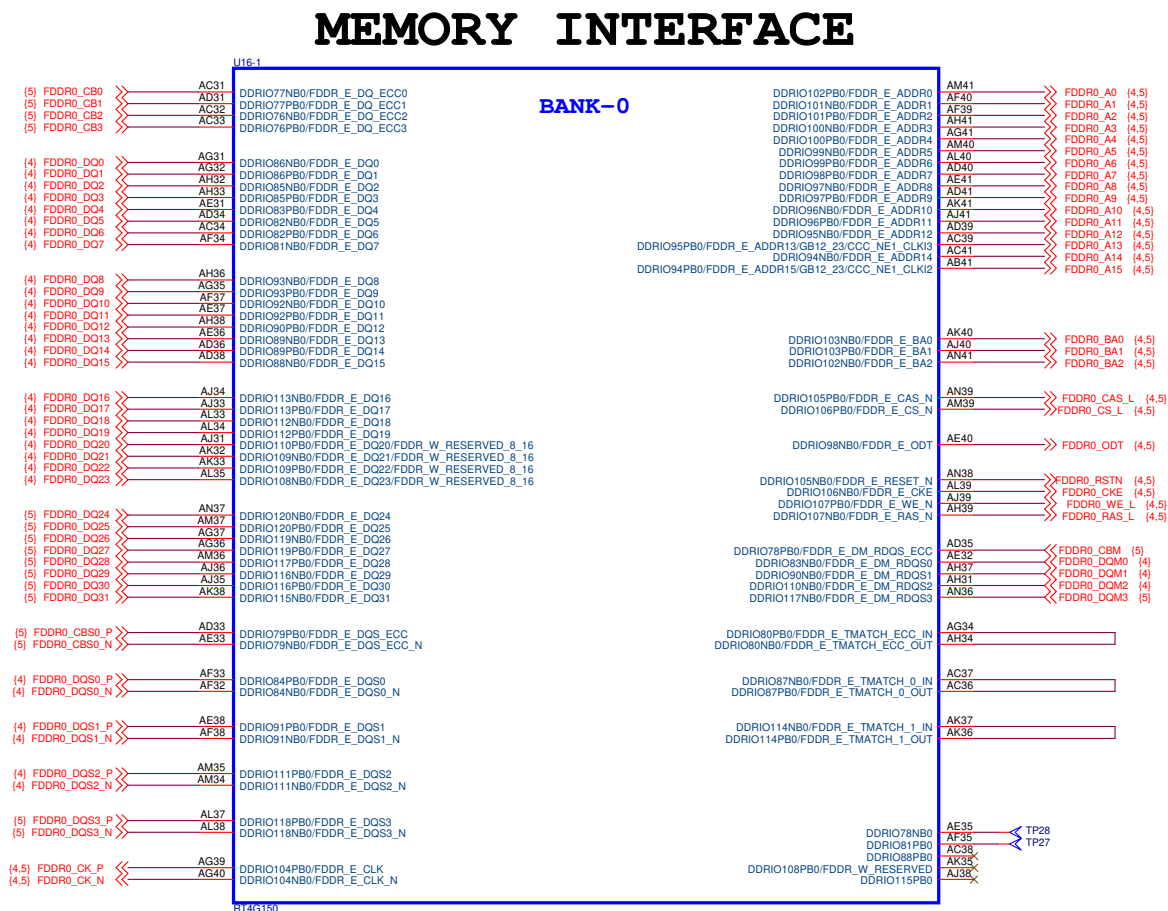 MEMORY INTERFACE
U16-1
BANK-0
{5} FDDR0_CB0 AC31 DDRIO77NB0/FDDR_E_DQ_ECC0
{5} FDDR0_CB1 AD31 DDRIO77PB0/FDDR_E_DQ_ECC1
{5} FDDR0_CB2 AC32 DDRIO76NB0/FDDR_E_DQ_ECC2
{5} FDDR0_CB3 AC33 DDRIO76PB0/FDDR_E_DQ_ECC3
{4} FDDR0_DQ0 AG31 DDRIO86NB0/FDDR_E_DQ0
{4} FDDR0_DQ1 AG32 DDRIO86PB0/FDDR_E_DQ1
{4} FDDR0_DQ2 AH32 DDRIO85NB0/FDDR_E_DQ2
{4} FDDR0_DQ3 AH33 DDRIO85PB0/FDDR_E_DQ3
{4} FDDR0_DQ4 AE31 DDRIO83PB0/FDDR_E_DQ4
{4} FDDR0_DQ5 AD34 DDRIO82NB0/FDDR_E_DQ5
{4} FDDR0_DQ6 AC34 DDRIO82PB0/FDDR_E_DQ6
{4} FDDR0_DQ7 AF34 DDRIO81NB0/FDDR_E_DQ7
{4} FDDR0_DQ8 AH36 DDRIO93NB0/FDDR_E_DQ8
{4} FDDR0_DQ9 AG35 DDRIO93PB0/FDDR_E_DQ9
{4} FDDR0_DQ10 AF37 DDRIO92NB0/FDDR_E_DQ10
{4} FDDR0_DQ11 AE37 DDRIO92PB0/FDDR_E_DQ11
{4} FDDR0_DQ12 AH38 DDRIO90PB0/FDDR_E_DQ12
{4} FDDR0_DQ13 AE36 DDRIO89NB0/FDDR_E_DQ13
{4} FDDR0_DQ14 AD36 DDRIO89PB0/FDDR_E_DQ14
{4} FDDR0_DQ15 AD38 DDRIO88NB0/FDDR_E_DQ15
{4} FDDR0_DQ16 AJ34 DDRIO113NB0/FDDR_E_DQ16
{4} FDDR0_DQ17 AJ33 DDRIO113PB0/FDDR_E_DQ17
{4} FDDR0_DQ18 AL33 DDRIO112NB0/FDDR_E_DQ18
{4} FDDR0_DQ19 AL34 DDRIO112PB0/FDDR_E_DQ19
{4} FDDR0_DQ20 AJ31 DDRIO110PB0/FDDR_E_DQ20/FDDR_W_RESERVED_8_16
{4} FDDR0_DQ21 AK32 DDRIO109NB0/FDDR_E_DQ21/FDDR_W_RESERVED_8_16
{4} FDDR0_DQ22 AK33 DDRIO109PB0/FDDR_E_DQ22/FDDR_W_RESERVED_8_16
{4} FDDR0_DQ23 AL35 DDRIO108NB0/FDDR_E_DQ23/FDDR_W_RESERVED_8_16
{5} FDDR0_DQ24 AN37 DDRIO120NB0/FDDR_E_DQ24
{5} FDDR0_DQ25 AM37 DDRIO120PB0/FDDR_E_DQ25
{5} FDDR0_DQ26 AG37 DDRIO119NB0/FDDR_E_DQ26
{5} FDDR0_DQ27 AG36 DDRIO119PB0/FDDR_E_DQ27
{5} FDDR0_DQ28 AM36 DDRIO117PB0/FDDR_E_DQ28
{5} FDDR0_DQ29 AJ36 DDRIO116NB0/FDDR_E_DQ29
{5} FDDR0_DQ30 AJ35 DDRIO116PB0/FDDR_E_DQ30
{5} FDDR0_DQ31 AK38 DDRIO115NB0/FDDR_E_DQ31
{5} FDDR0_CBS0_P AD33 DDRIO79PB0/FDDR_E_DQS_ECC
{5} FDDR0_CBS0_N AE33 DDRIO79NB0/FDDR_E_DQS_ECC_N
{4} FDDR0_DQS0_P AF33 DDRIO84PB0/FDDR_E_DQS0
{4} FDDR0_DQS0_N AF32 DDRIO84NB0/FDDR_E_DQS0_N
{4} FDDR0_DQS1_P AE38 DDRIO91PB0/FDDR_E_DQS1
{4} FDDR0_DQS1_N AF38 DDRIO91NB0/FDDR_E_DQS1_N
{4} FDDR0_DQS2_P AM35 DDRIO111PB0/FDDR_E_DQS2
{4} FDDR0_DQS2_N AM34 DDRIO111NB0/FDDR_E_DQS2_N
{5} FDDR0_DQS3_P AL37 DDRIO118PB0/FDDR_E_DQS3
{5} FDDR0_DQS3_N AL38 DDRIO118NB0/FDDR_E_DQS3_N
{4,5} FDDR0_CK_P AG39 DDRIO104PB0/FDDR_E_CLK
{4,5} FDDR0_CK_N AG40 DDRIO104NB0/FDDR_E_CLK_N
DDRIO102PB0/FDDR_E_ADDR0 AM41 FDDR0_A0 {4,5}
DDRIO101NB0/FDDR_E_ADDR1 AF40 FDDR0_A1 {4,5}
DDRIO101PB0/FDDR_E_ADDR2 AF39 FDDR0_A2 {4,5}
DDRIO100NB0/FDDR_E_ADDR3 AH41 FDDR0_A3 {4,5}
DDRIO100PB0/FDDR_E_ADDR4 AG41 FDDR0_A4 {4,5}
DDRIO99NB0/FDDR_E_ADDR5 AM40 FDDR0_A5 {4,5}
DDRIO99PB0/FDDR_E_ADDR6 AL40 FDDR0_A6 {4,5}
DDRIO98PB0/FDDR_E_ADDR7 AD40 FDDR0_A7 {4,5}
DDRIO97NB0/FDDR_E_ADDR8 AE41 FDDR0_A8 {4,5}
DDRIO97PB0/FDDR_E_ADDR9 AD41 FDDR0_A9 {4,5}
DDRIO96NB0/FDDR_E_ADDR10 AK41 FDDR0_A10 {4,5}
DDRIO96PB0/FDDR_E_ADDR11 AJ41 FDDR0_A11 {4,5}
DDRIO95NB0/FDDR_E_ADDR12 AD39 FDDR0_A12 {4,5}
DDRIO95PB0/FDDR_E_ADDR13/GB12_23/CCC_NE1_CLKI3 AC39 FDDR0_A13 {4,5}
DDRIO94NB0/FDDR_E_ADDR14 AC41 FDDR0_A14 {4,5}
DDRIO94PB0/FDDR_E_ADDR15/GB12_23/CCC_NE1_CLKI2 AB41 FDDR0_A15 {4,5}
DDRIO103NB0/FDDR_E_BA0 AK40 FDDR0_BA0 {4,5}
DDRIO103PB0/FDDR_E_BA1 AJ40 FDDR0_BA1 {4,5}
DDRIO102NB0/FDDR_E_BA2 AN41 FDDR0_BA2 {4,5}
DDRIO105PB0/FDDR_E_CAS_N AN39 FDDR0_CAS_L {4,5}
DDRIO106PB0/FDDR_E_CS_N AM39 FDDR0_CS_L {4,5}
DDRIO98NB0/FDDR_E_ODT AE40 FDDR0_ODT {4,5}
DDRIO105NB0/FDDR_E_RESET_N AN38 FDDR0_RSTN {4,5}
DDRIO106NB0/FDDR_E_CKE AL39 FDDR0_CKE {4,5}
DDRIO107PB0/FDDR_E_WE_N AJ39 FDDR0_WE_L {4,5}
DDRIO107NB0/FDDR_E_RAS_N AH39 FDDR0_RAS_L {4,5}
DDRIO78PB0/FDDR_E_DM_RDQS_ECC AD35 FDDR0_CBM {5}
DDRIO83NB0/FDDR_E_DM_RDQS0 AE32 FDDR0_DQM0 {4}
DDRIO90NB0/FDDR_E_DM_RDQS1 AH37 FDDR0_DQM1 {4}
DDRIO110NB0/FDDR_E_DM_RDQS2 AH31 FDDR0_DQM2 {4}
DDRIO117NB0/FDDR_E_DM_RDQS3 AN36 FDDR0_DQM3 {5}
DDRIO80PB0/FDDR_E_TMATCH_ECC_IN AG34
DDRIO80NB0/FDDR_E_TMATCH_ECC_OUT AH34
DDRIO87NB0/FDDR_E_TMATCH_0_IN AC37
DDRIO87PB0/FDDR_E_TMATCH_0_OUT AC36
DDRIO114NB0/FDDR_E_TMATCH_1_IN AK37
DDRIO114PB0/FDDR_E_TMATCH_1_OUT AK36
DDRIO78NB0 AE35 TP28
DDRIO81PB0 AF35 TP27
DDRIO88PB0 AC38
DDRIO108PB0/FDDR_W_RESERVED AK35
DDRIO115PB0 AJ38
RT4G150